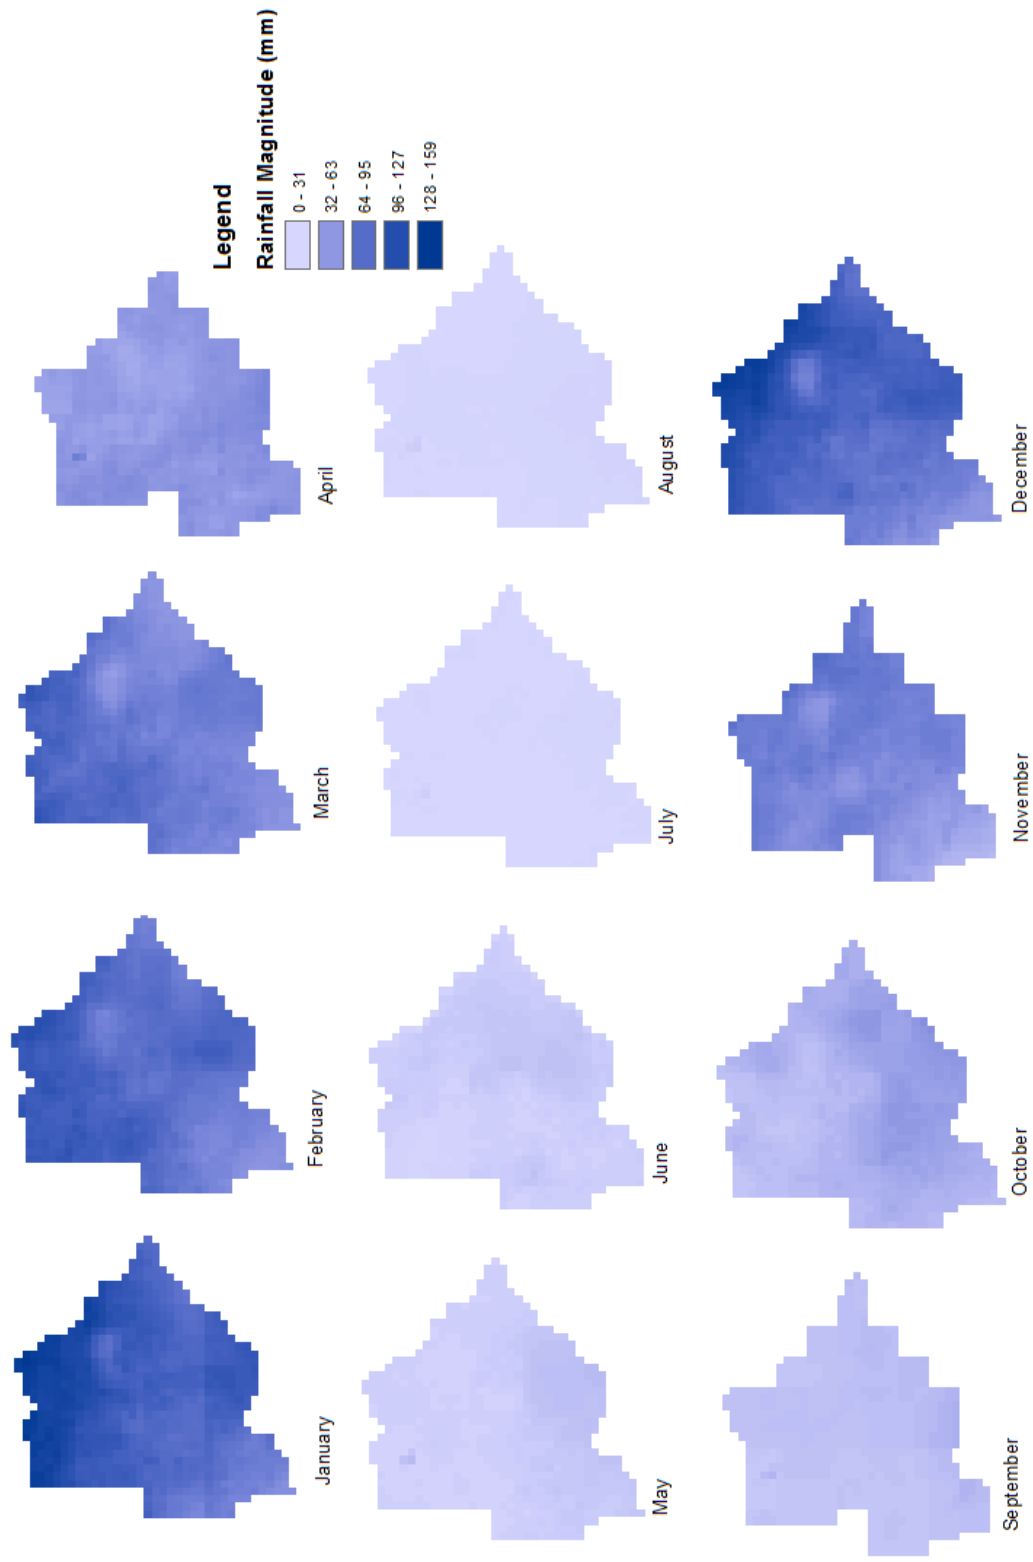 January
February
March
April
Legend
Rainfall Magnitude (mm)
0 - 31
32 - 63
64 - 95
96 - 127
128 - 159
May
June
July
August
September
October
November
December